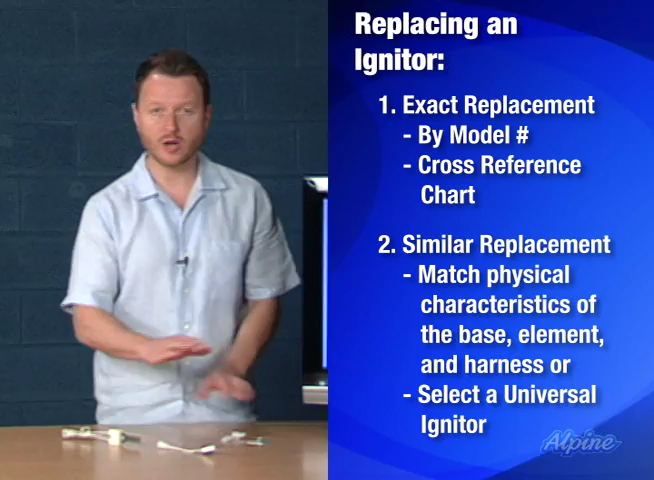 Replacing an
Ignitor:
1. Exact Replacement
- By Model #
- Cross Reference
Chart
2. Similar Replacement
- Match physical
characteristics of
the base, element,
and harness or
- Select a Universal
Ignitor
Alpine